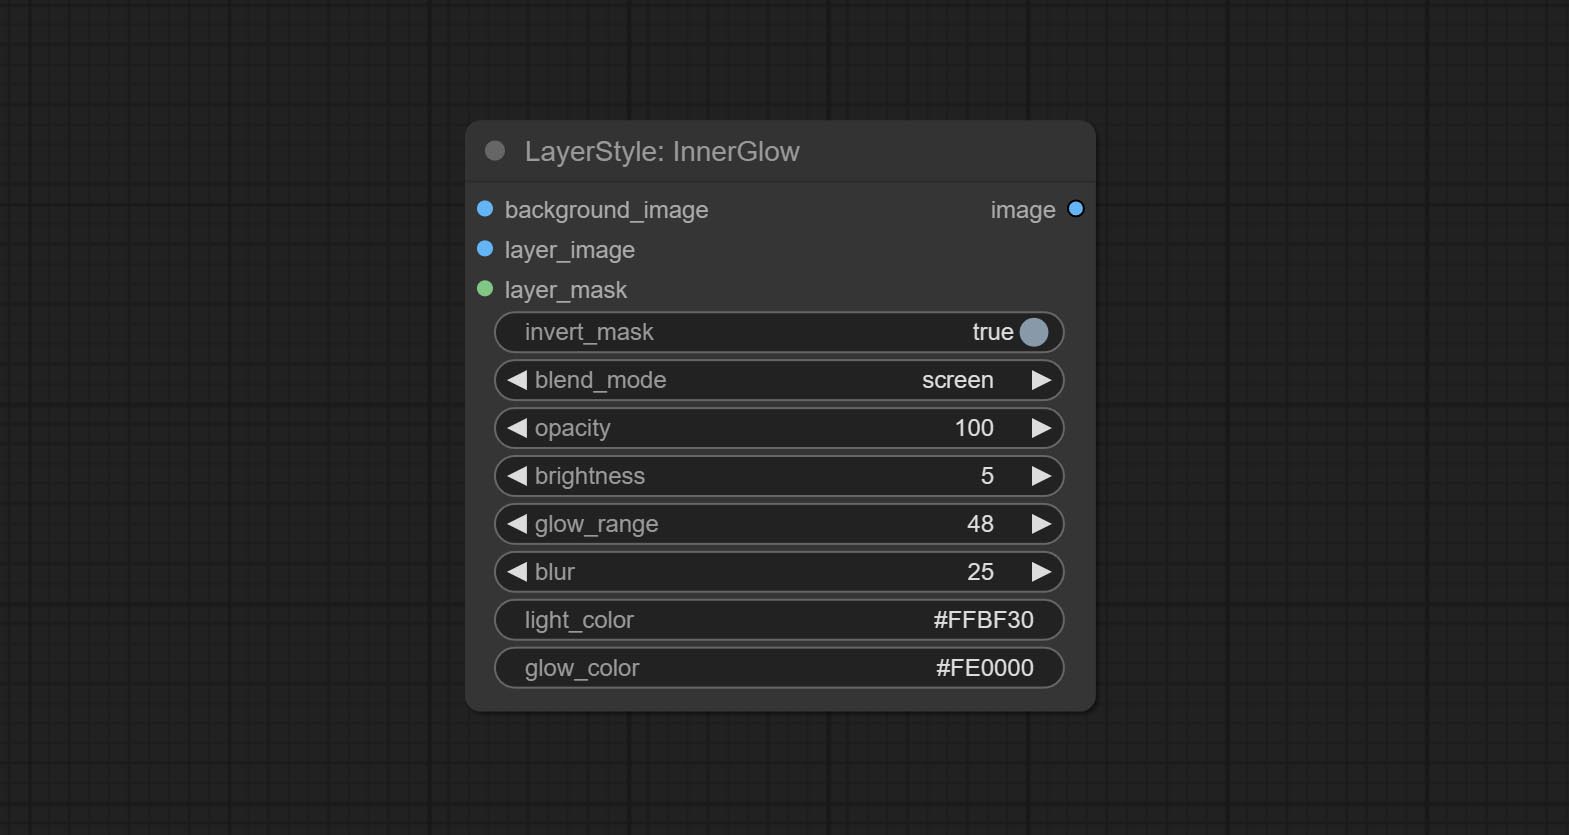 LayerStyle: InnerGlow
background_image image
layer_image
layer_mask
invert_mask true
blend_mode screen
opacity 100
brightness 5
glow_range 48
blur 25
light_color #FFBF30
glow_color #FE0000